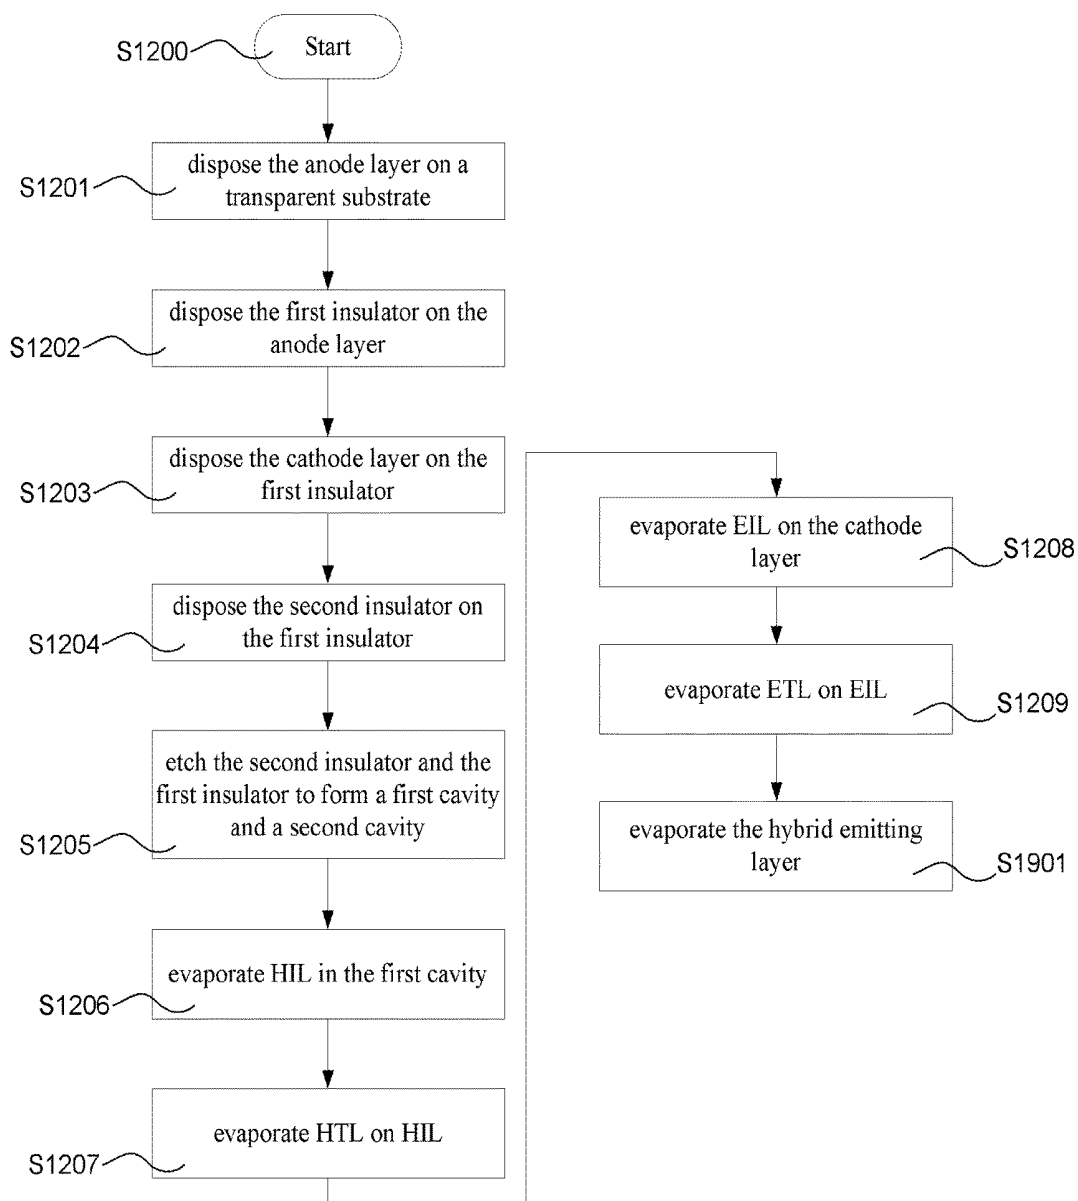 S1200
Start
S1201
dispose the anode layer on a
transparent substrate
S1202
dispose the first insulator on the
anode layer
S1203
dispose the cathode layer on the
first insulator
S1204
dispose the second insulator on
the first insulator
S1205
etch the second insulator and the
first insulator to form a first cavity
and a second cavity
S1206
evaporate HIL in the first cavity
S1207
evaporate HTL on HIL
evaporate EIL on the cathode
layer
S1208
evaporate ETL on EIL
S1209
evaporate the hybrid emitting
layer
S1901